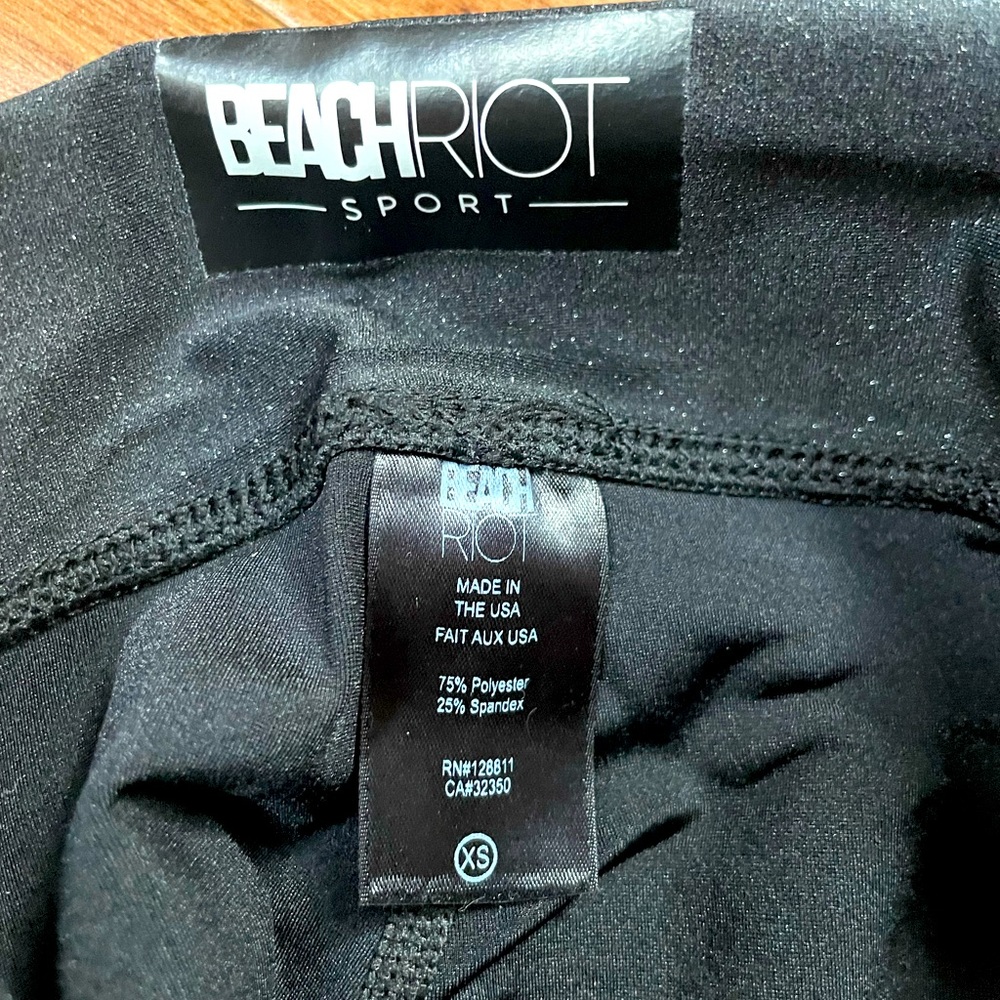 BEACHRIOT
SPORT
BEACH
RIOT
MADE IN
THE USA
FAIT AUX USA
75% Polyester
25% Spandex
RN#128811
CA#32350
XS